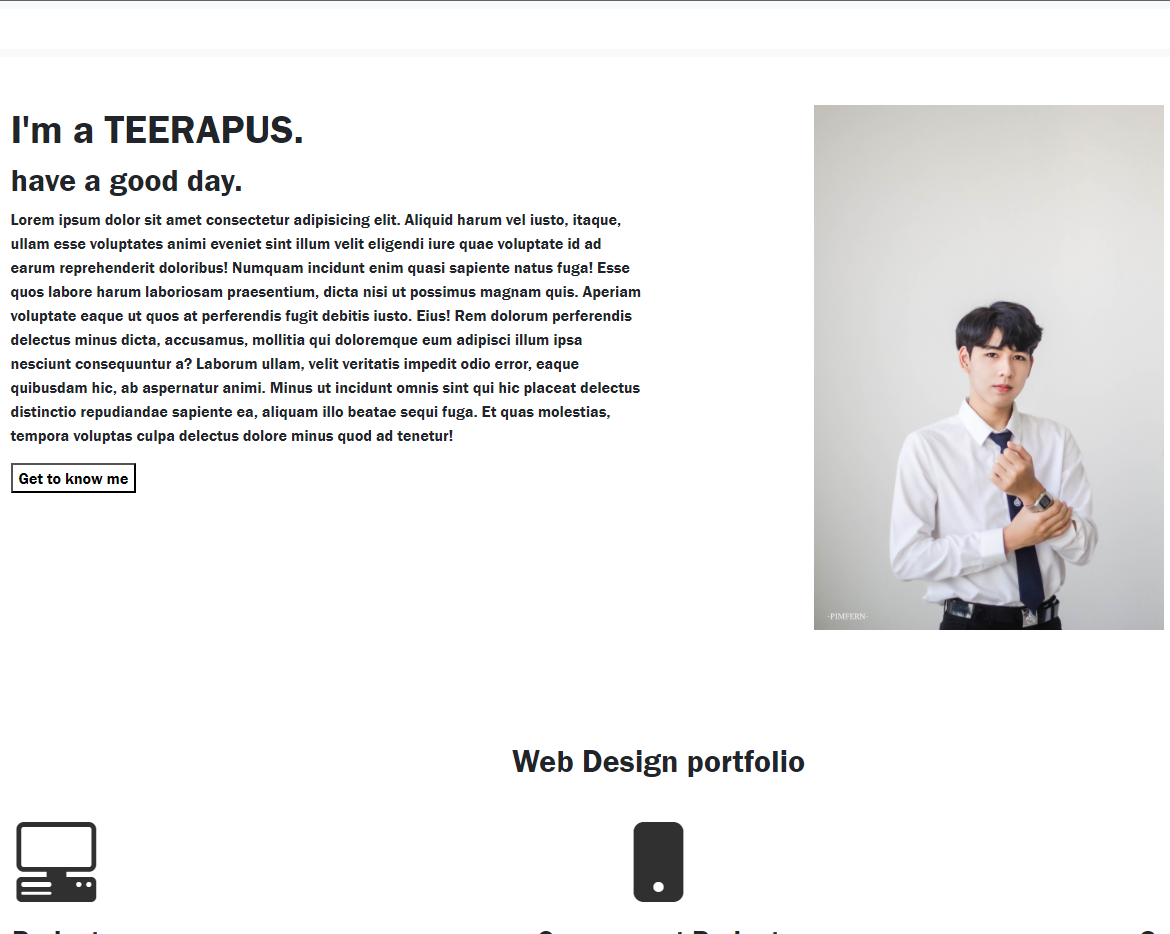 I'm a TEERAPUS.
have a good day.
Lorem ipsum dolor sit amet consectetur adipisicing elit. Aliquid harum vel iusto, itaque,
ullam esse voluptates animi eveniet sint illum velit eligendi iure quae voluptate id ad
earum reprehenderit doloribus! Numquam incidunt enim quasi sapiente natus fuga! Esse
quos labore harum laboriosam praesentium, dicta nisi ut possimus magnam quis. Aperiam
voluptate eaque ut quos at perferendis fugit debitis iusto. Eius! Rem dolorum perferendis
delectus minus dicta, accusamus, mollitia qui doloremque eum adipisci illum ipsa
nesciunt consequuntur a? Laborum ullam, velit veritatis impedit odio error, eaque
quibusdam hic, ab aspernatur animi. Minus ut incidunt omnis sint qui hic placeat delectus
distinctio repudiandae sapiente ea, aliquam illo beatae sequi fuga. Et quas molestias,
tempora voluptas culpa delectus dolore minus quod ad tenetur!
Get to know me
-PIMFERN-
Web Design portfolio